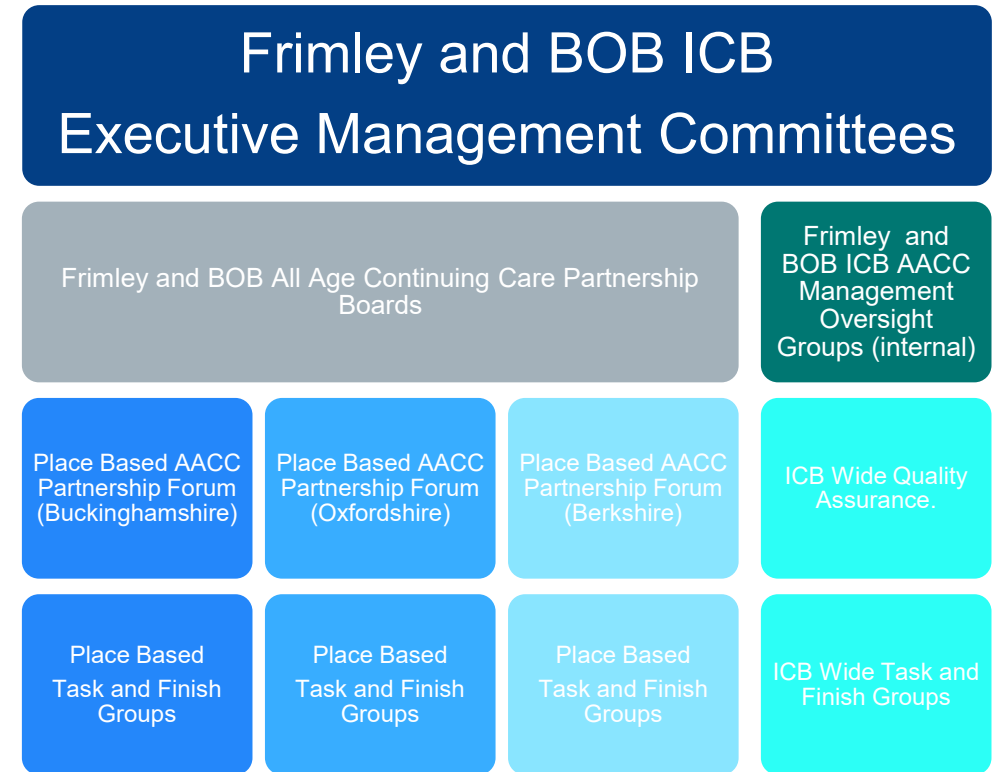 Frimley and BOB ICB
Executive Management Committees
Frimley and BOB All Age Continuing Care Partnership
Boards
Frimley and
BOB ICB AACC
Management
Oversight
Groups (internal)
Place Based AACC
Partnership Forum
(Buckinghamshire)
Place Based AACC
Partnership Forum
(Oxfordshire)
Place Based AACC
Partnership Forum
(Berkshire)
ICB Wide Quality
Assurance.
Place Based
Task and Finish
Groups
Place Based
Task and Finish
Groups
Place Based
Task and Finish
Groups
ICB Wide Task and
Finish Groups